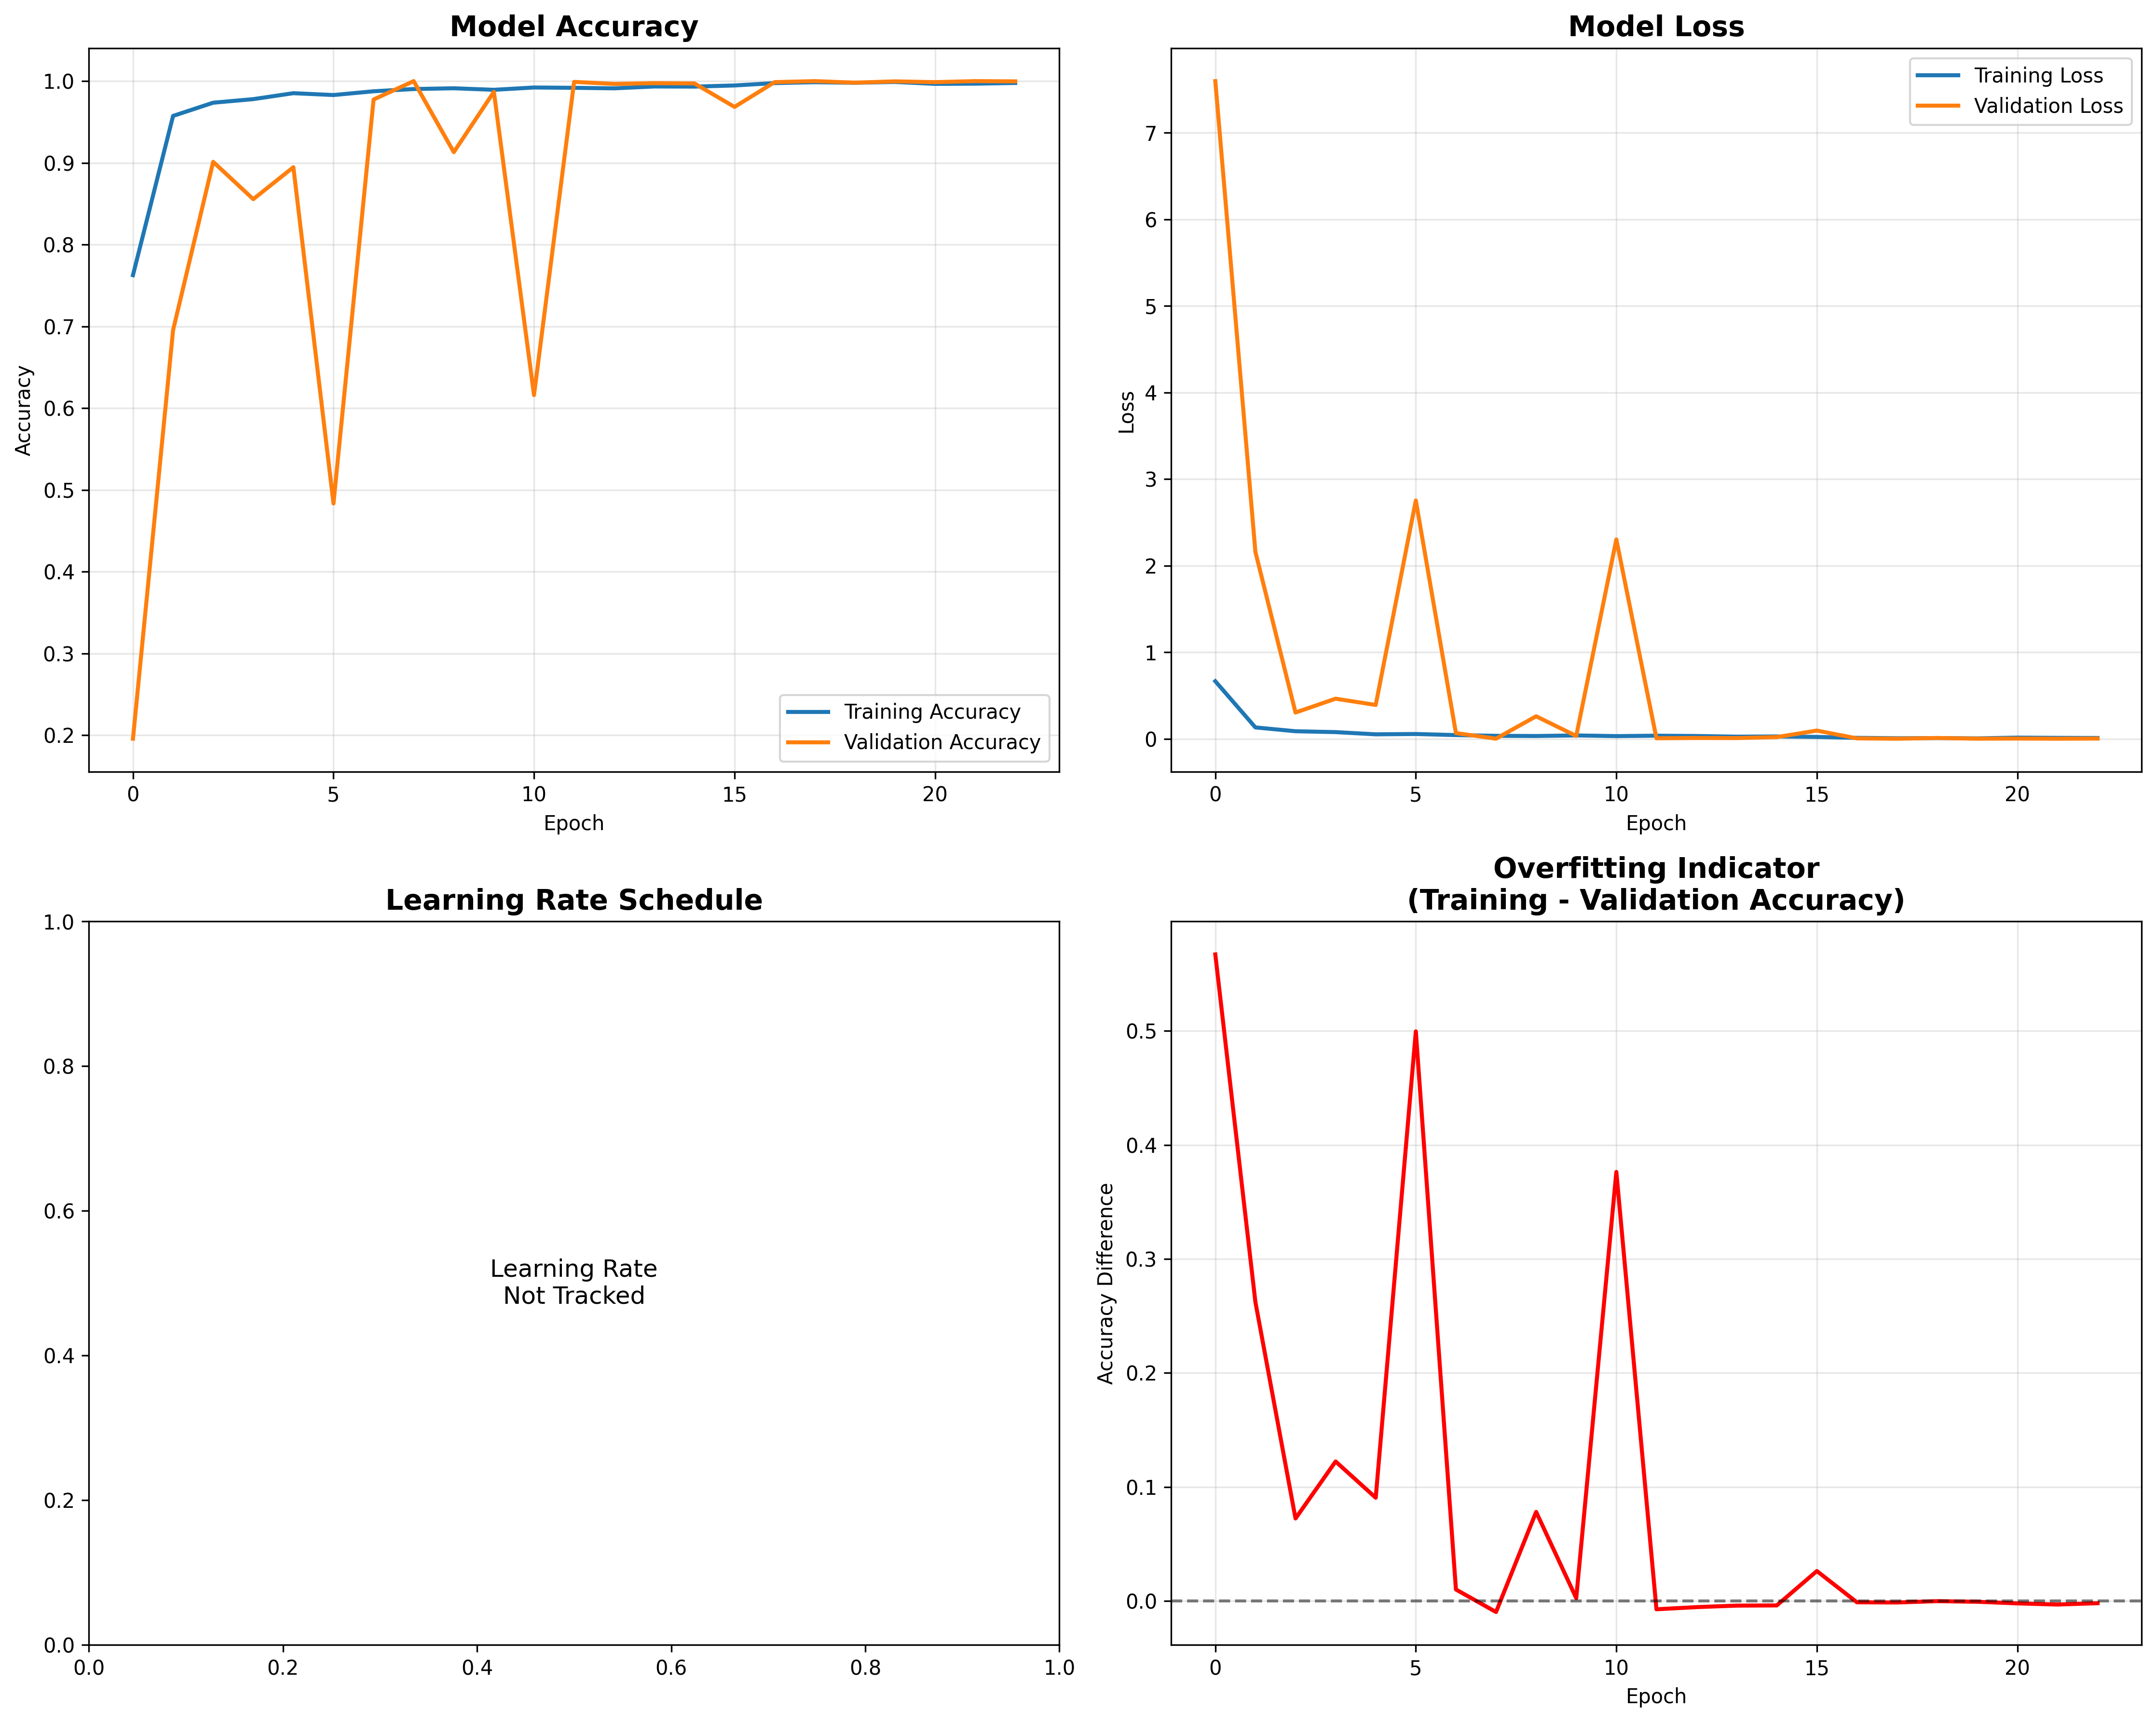 Model Accuracy
1.0
0.9
0.8
0.7
0.6
0.5
0.4
0.3
0.2
Accuracy
Training Accuracy
Validation Accuracy
0 5 10 15 20
Epoch
Model Loss
7
6
5
4
3
2
1
0
Loss
Training Loss
Validation Loss
0 5 10 15 20
Epoch
Learning Rate Schedule
1.0
0.8
0.6
0.4
0.2
0.0
Learning Rate
Not Tracked
0.0 0.2 0.4 0.6 0.8 1.0
Overfitting Indicator
(Training - Validation Accuracy)
0.5
0.4
0.3
0.2
0.1
0.0
Accuracy Difference
0 5 10 15 20
Epoch